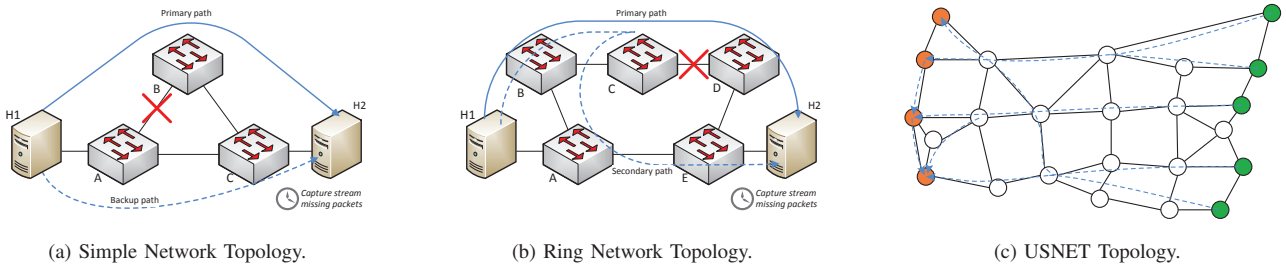 Primary path
B
H1
H2
A
C
Backup path
Capture stream
missing packets
(a) Simple Network Topology.
Primary path
B
C
D
H1
H2
A
E
Secondary path
Capture stream
missing packets
(b) Ring Network Topology.
(c) USNET Topology.